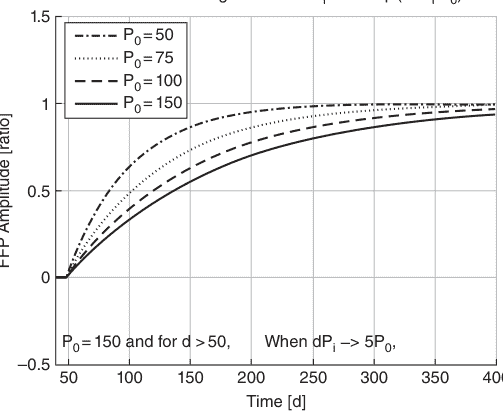 1.5
P0=50
P0=75
P0=100
P0=150
1
0.5
0
−0.5
FFP Amplitude [ratio]
P0=150 and for d >50, When dPi −> 5P0,
50 100 150 200 250 300 350 400
Time [d]